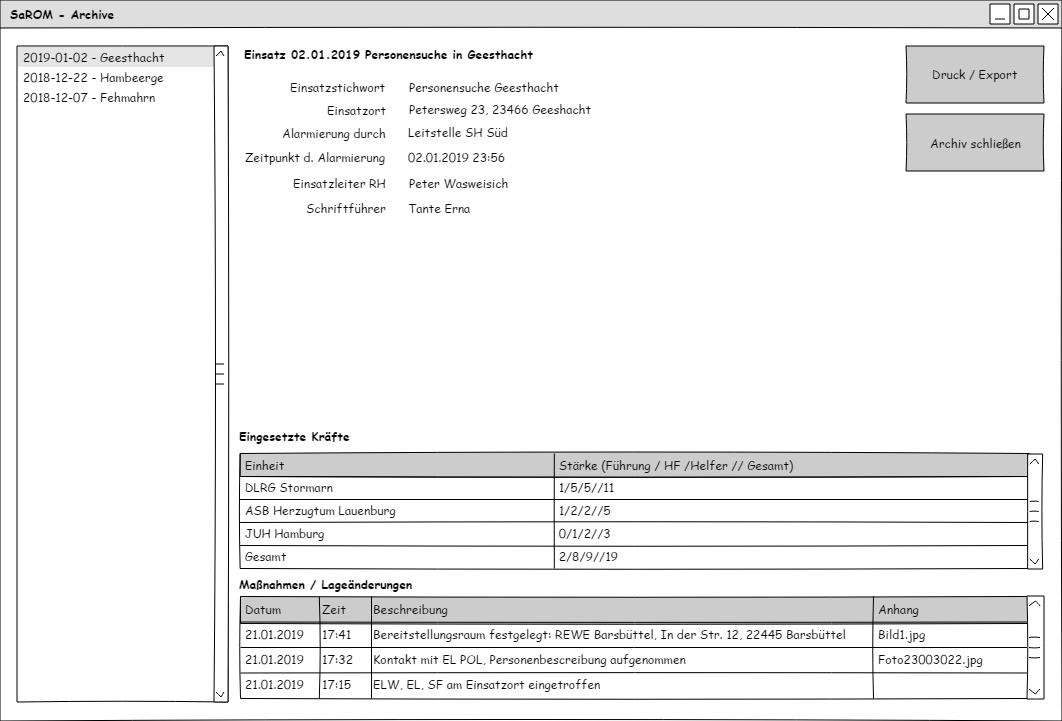 SaROM - Archive
2019-01-02 - Geesthacht
2018-12-22 - Hambeerge
2018-12-07 - Fehmahrn
Einsatz 02.01.2019 Personensuche in Geesthacht
Einsatzstichwort Personensuche Geesthacht
Einsatzort Petersweg 23, 23466 Geeshacht
Alarmierung durch Leitstelle SH Süd
Zeitpunkt d. Alarmierung 02.01.2019 23:56
Einsatzleiter RH Peter Wasweisich
Schriftführer Tante Erna
Druck / Export
Archiv schließen
Eingesetzte Kräfte
Einheit Stärke (Führung / HF /Helfer // Gesamt)
DLRG Stormarn 1/5/5//11
ASB Herzugtum Lauenburg 1/2/2//5
JUH Hamburg 0/1/2//3
Gesamt 2/8/9//19
Maßnahmen / Lageänderungen
Datum Zeit Beschreibung Anhang
21.01.2019 17:41 Bereitstellungsraum festgelegt: REWE Barsbüttel, In der Str. 12, 22445 Barsbüttel Bild1.jpg
21.01.2019 17:32 Kontakt mit EL POL, Personenbescreibung aufgenommen Foto23003022.jpg
21.01.2019 17:15 ELW, EL, SF am Einsatzort eingetroffen